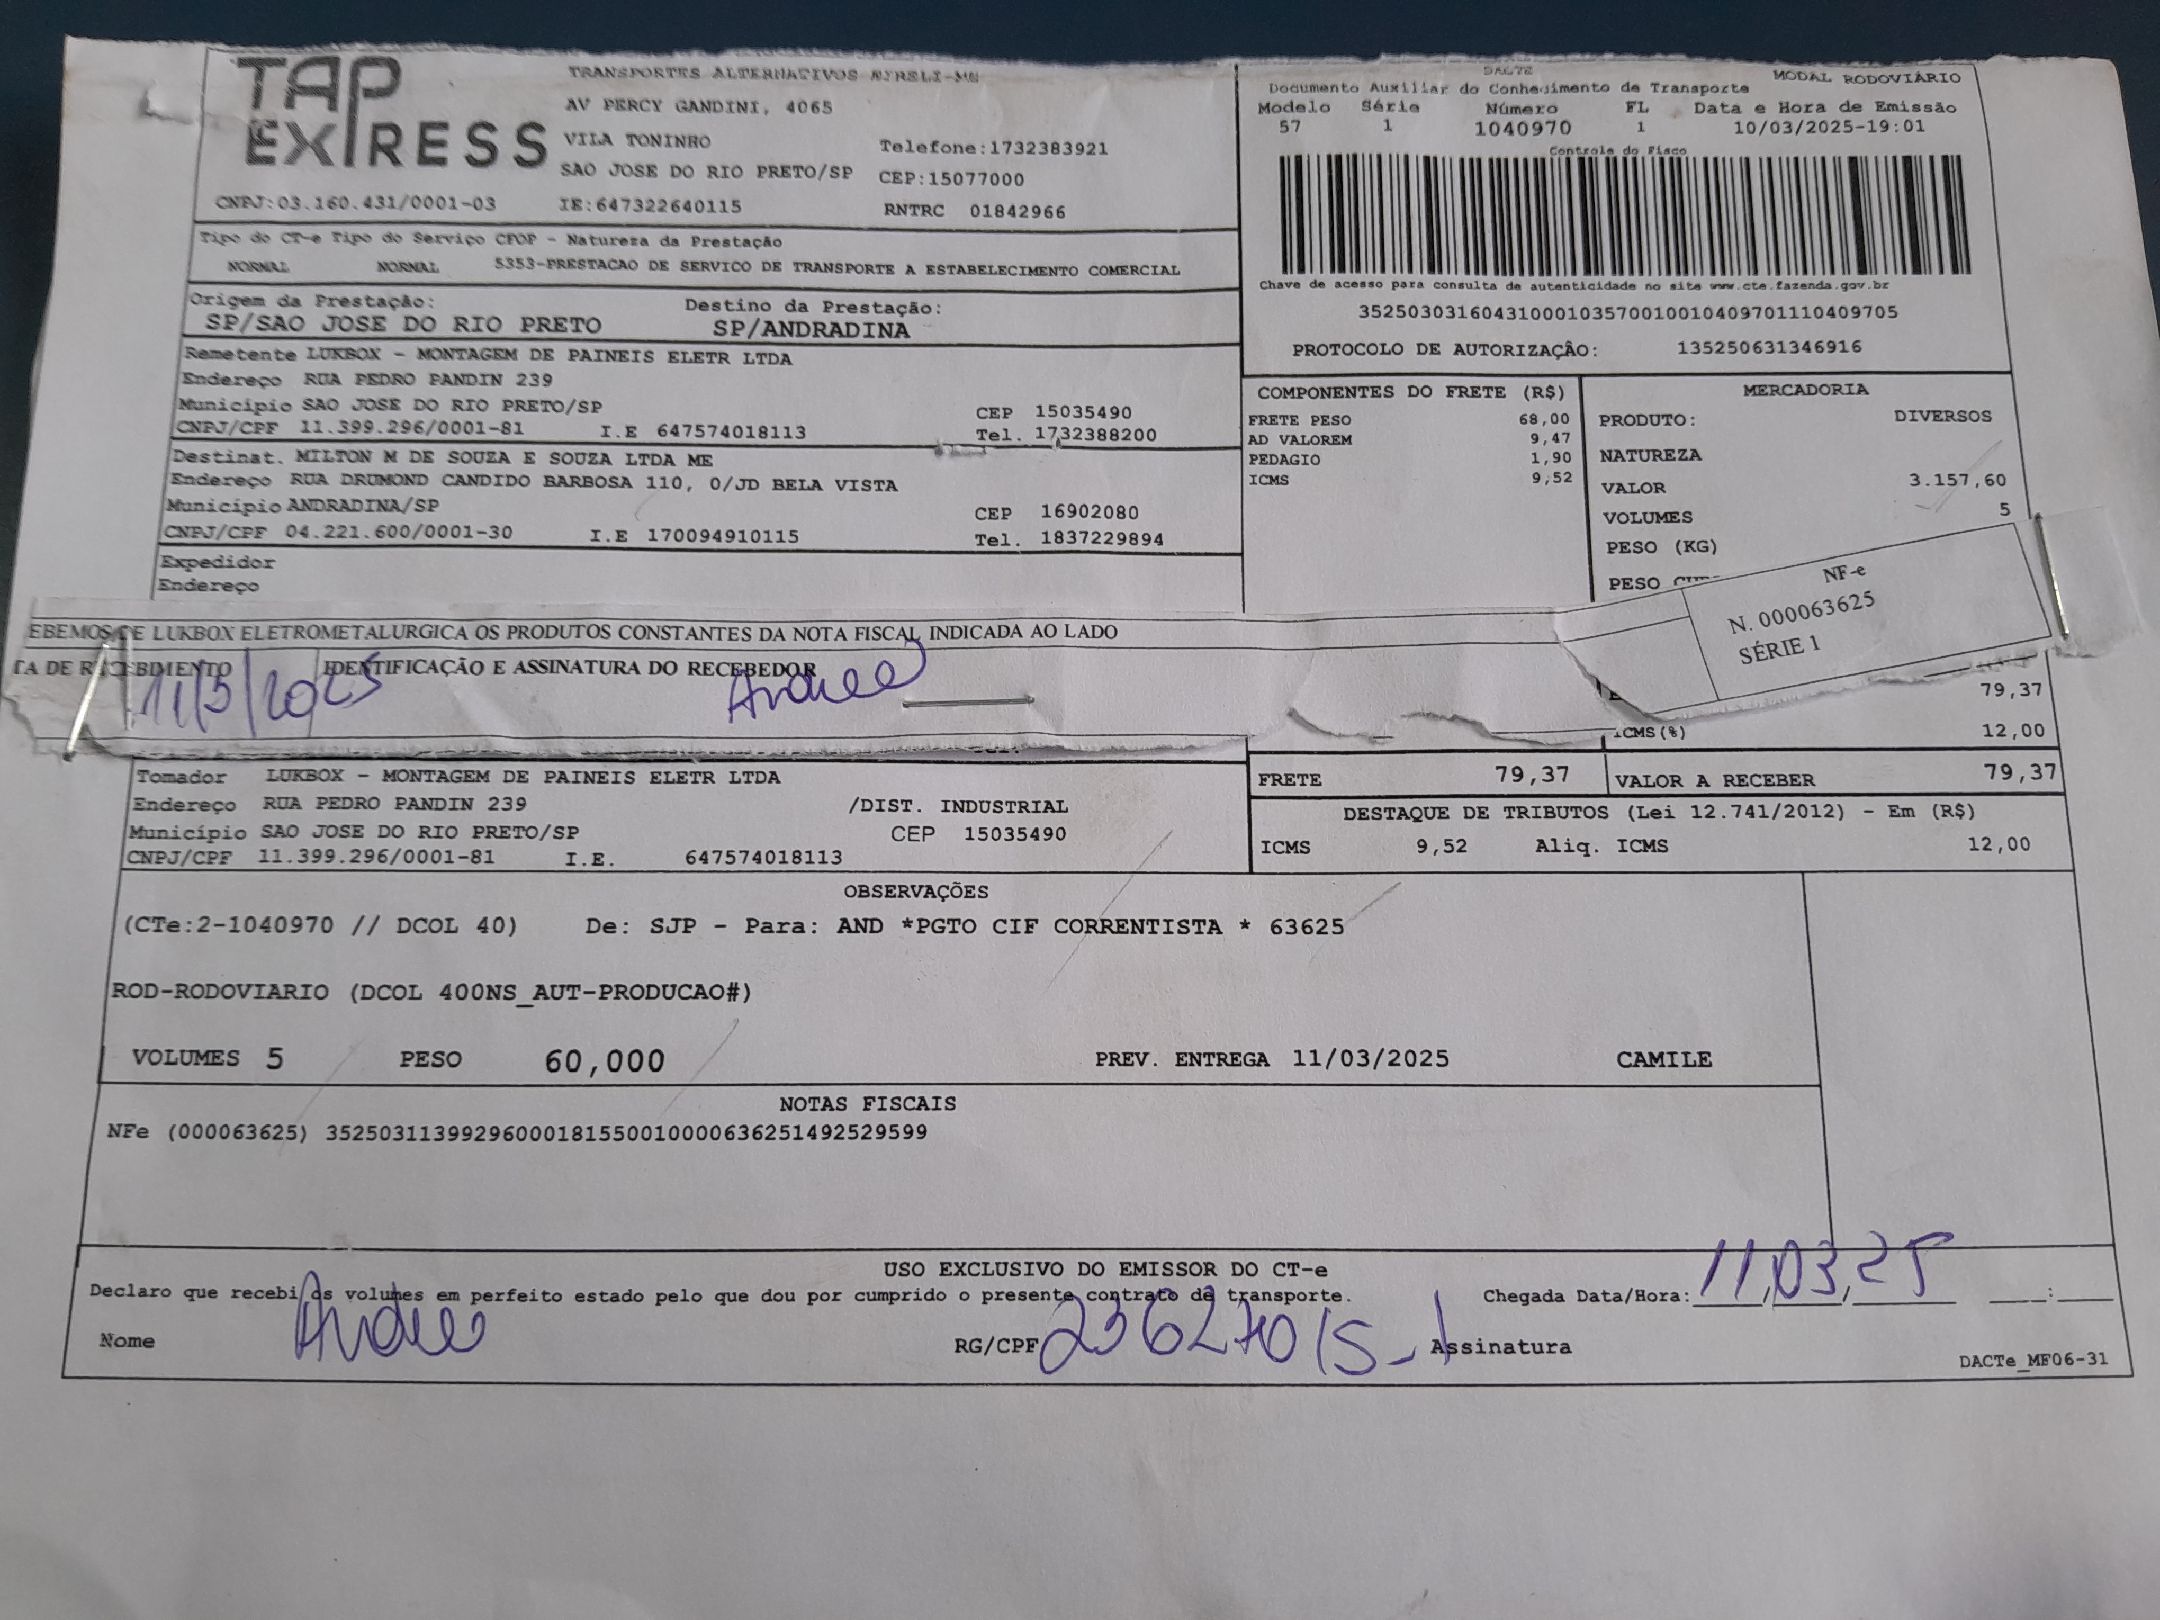 TAP EXPRESS
TRANSPORTES ALTERNATIVOS
AV PERCY GANDINI, 4065
VILA TONINHO
Telefone:1732383921
SAO JOSE DO RIO PRETO/SP CEP:15077000
CNPJ:03.160.431/0001-03 IE:647322640115 RNTRC 01842966
DACTE MODAL RODOVIÁRIO
Documento Auxiliar do Conhecimento de Transporte
Modelo Série Número FL Data e Hora de Emissão
57 1 1040970 1 10/03/2025-19:01
Controle do Fisco
Chave de acesso para consulta de autenticidade no site www.cte.fazenda.gov.br
35250303160431000103570010010409701110409705
PROTOCOLO DE AUTORIZAÇÃO: 135250631346916
Tipo do CT-e Tipo do Serviço CFOP - Natureza da Prestação
NORMAL NORMAL 5353-PRESTACAO DE SERVICO DE TRANSPORTE A ESTABELECIMENTO COMERCIAL
Origem da Prestação: Destino da Prestação:
SP/SAO JOSE DO RIO PRETO SP/ANDRADINA
Remetente LUKBOX - MONTAGEM DE PAINEIS ELETR LTDA
Endereço RUA PEDRO PANDIN 239
Município SAO JOSE DO RIO PRETO/SP CEP 15035490
CNPJ/CPF 11.399.296/0001-81 I.E 647574018113 Tel. 1732388200
Destinat. MILTON M DE SOUZA E SOUZA LTDA ME
Endereço RUA DRUMOND CANDIDO BARBOSA 110, 0/JD BELA VISTA
Município ANDRADINA/SP CEP 16902080
CNPJ/CPF 04.221.600/0001-30 I.E 170094910115 Tel. 1837229894
Expedidor
Endereço
COMPONENTES DO FRETE (R$)
FRETE PESO 68,00
AD VALOREM 9,47
PEDAGIO 1,90
ICMS 9,52
MERCADORIA
PRODUTO: DIVERSOS
NATUREZA
VALOR 3.157,60
VOLUMES 5
PESO (KG)
PESO
NF-e
N. 000063625
SÉRIE 1
EBEMOS DE LUKBOX ELETROMETALURGICA OS PRODUTOS CONSTANTES DA NOTA FISCAL INDICADA AO LADO
TA DE RECEBIMENTO IDENTIFICAÇÃO E ASSINATURA DO RECEBEDOR
11/3/2025
79,37
ICMS(%) 12,00
Tomador LUKBOX - MONTAGEM DE PAINEIS ELETR LTDA
Endereço RUA PEDRO PANDIN 239 /DIST. INDUSTRIAL
Município SAO JOSE DO RIO PRETO/SP CEP 15035490
CNPJ/CPF 11.399.296/0001-81 I.E. 647574018113
FRETE 79,37 VALOR A RECEBER 79,37
DESTAQUE DE TRIBUTOS (Lei 12.741/2012) - Em (R$)
ICMS 9,52 Aliq. ICMS 12,00
OBSERVAÇÕES
(CTe:2-1040970 // DCOL 40) De: SJP - Para: AND *PGTO CIF CORRENTISTA * 63625
ROD-RODOVIARIO (DCOL 400NS_AUT-PRODUCAO#)
VOLUMES 5 PESO 60,000 PREV. ENTREGA 11/03/2025 CAMILE
NOTAS FISCAIS
NFe (000063625) 35250311399296000181550010000636251492529599
USO EXCLUSIVO DO EMISSOR DO CT-e
Declaro que recebi os volumes em perfeito estado pelo que dou por cumprido o presente contrato de transporte. Chegada Data/Hora: 11/03/25 :
Nome RG/CPF Assinatura
DACTe_MF06-31